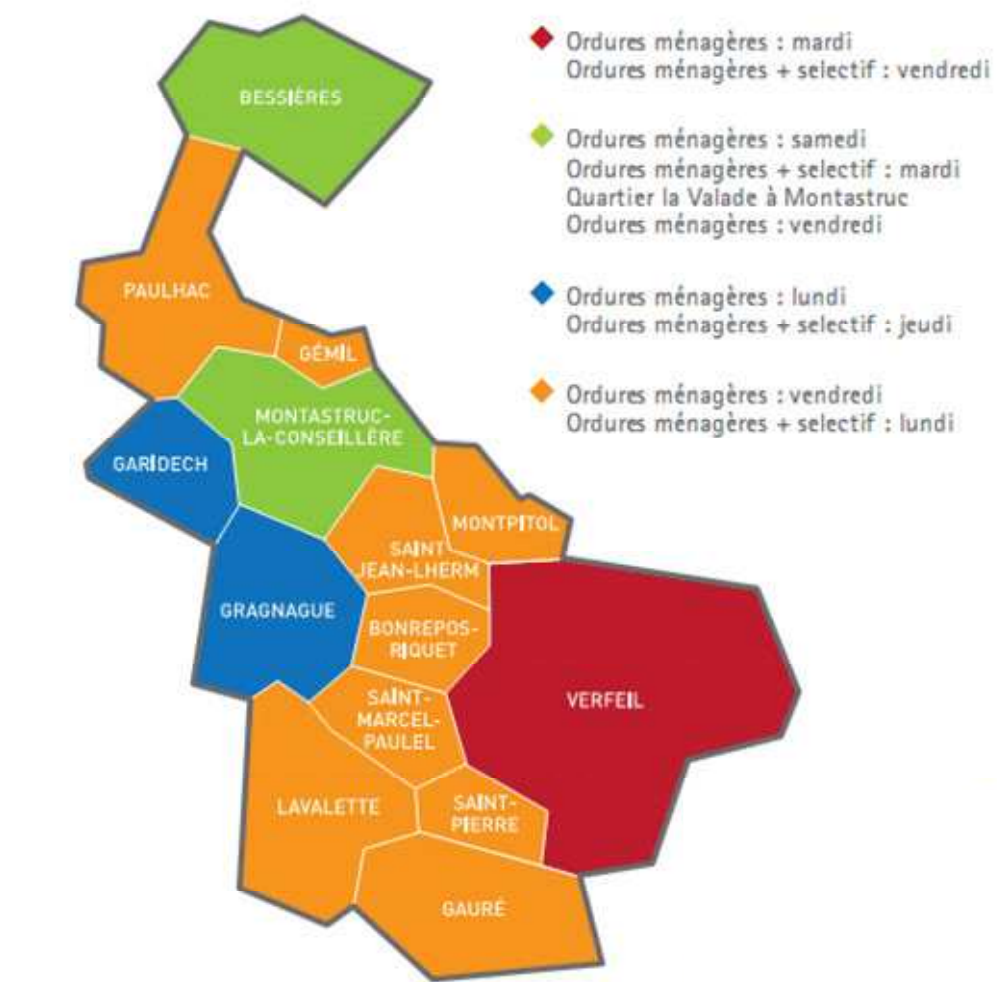 Ordures ménagères : mardi
Ordures ménagères + selectif : vendredi
Ordures ménagères : samedi
Ordures ménagères + selectif : mardi
Quartier la Valade à Montastruc
Ordures ménagères : vendredi
Ordures ménagères : lundi
Ordures ménagères + selectif : jeudi
Ordures ménagères : vendredi
Ordures ménagères + selectif : lundi
BESSIÈRES
PAULHAC
GÉMIL
MONTASTRUC-
LA-CONSEILLÈRE
GARIDECH
MONTPITOL
SAINT
JEAN-LHERM
GRAGNAGUE
BONREPOS-
RIQUET
VERFEIL
SAINT-
MARCEL-
PAULEL
LAVALETTE
SAINT-
PIERRE
GAURÉ